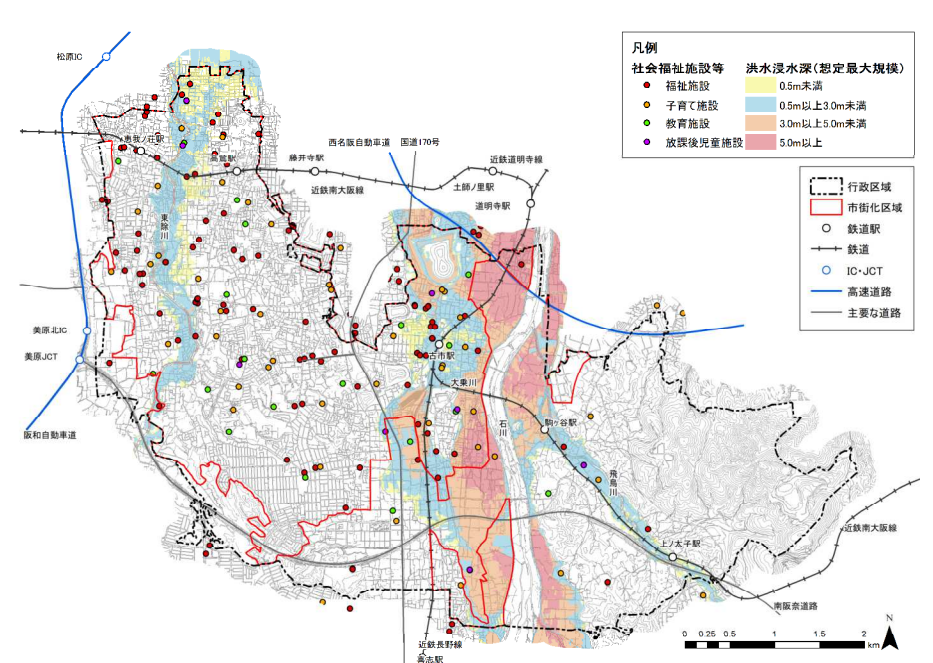 凡例
社会福祉施設等
福祉施設
子育て施設
教育施設
放課後児童施設
洪水浸水深(想定最大規模)
0.5m未満
0.5m以上3.0m未満
3.0m以上5.0m未満
5.0m以上
行政区域
市街化区域
鉄道駅
鉄道
IC・JCT
高速道路
主要な道路
松原IC
恵我ノ荘駅
高鷲駅
藤井寺駅
近鉄南大阪線
西名阪自動車道
国道170号
近鉄道明寺線
土師ノ里駅
道明寺駅
東除川
美原北IC
美原JCT
阪和自動車道
古市駅
大乗川
石川
駒ヶ谷駅
飛鳥川
上ノ太子駅
近鉄南大阪線
南阪奈道路
近鉄長野線
喜志駅
N
0 0.25 0.5 1 1.5 2
km